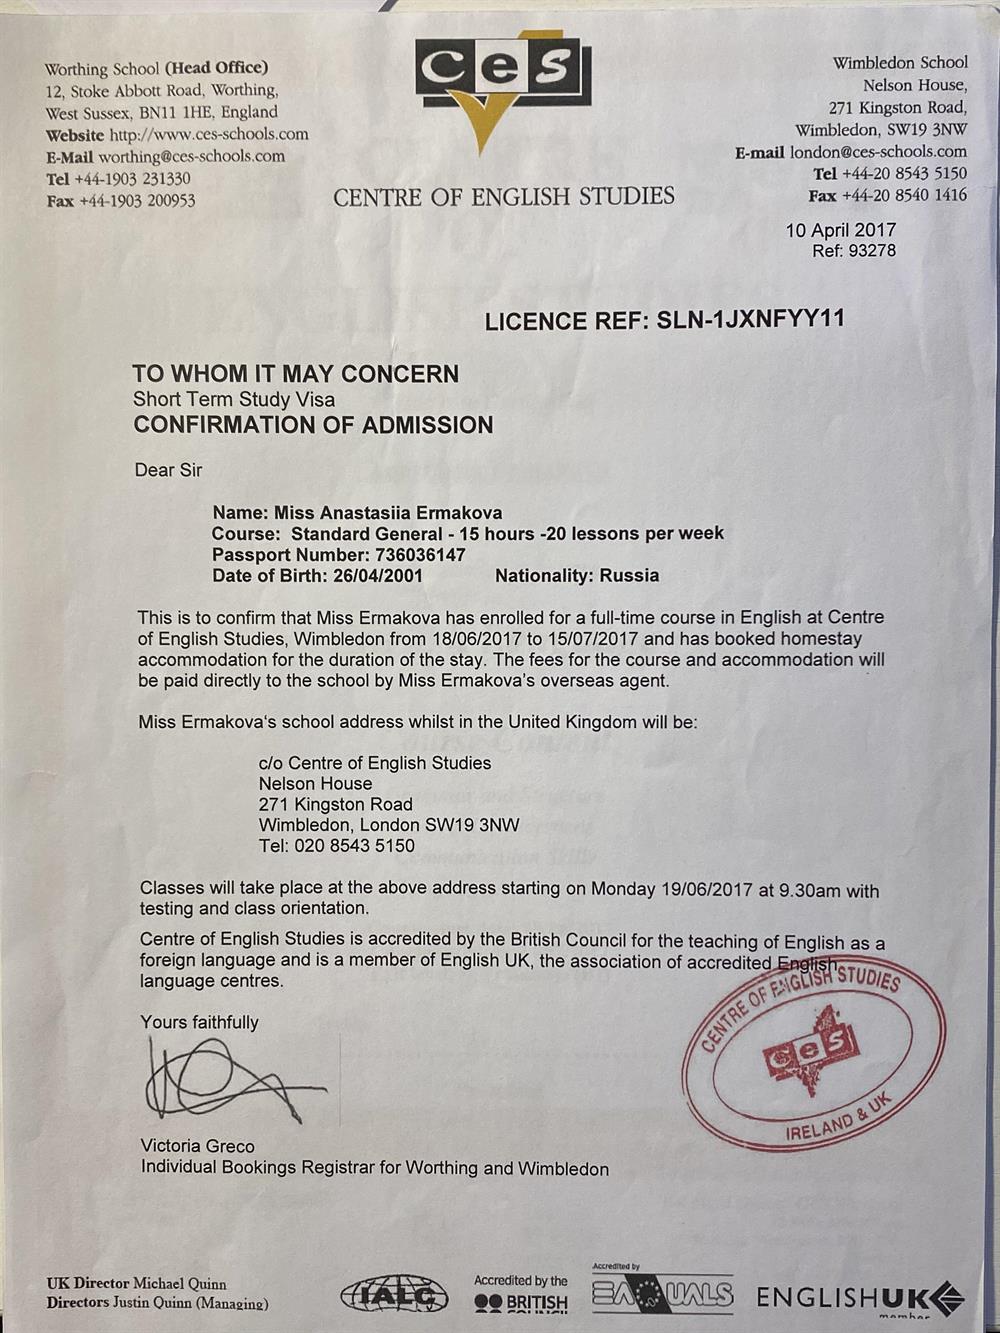 Worthing School (Head Office)
12, Stoke Abbott Road, Worthing,
West Sussex, BN11 1HE, England
Website http://www.ces-schools.com
E-Mail worthing@ces-schools.com
Tel +44-1903 231330
Fax +44-1903 200953
ces
CENTRE OF ENGLISH STUDIES
Wimbledon School
Nelson House,
271 Kingston Road,
Wimbledon, SW19 3NW
E-mail london@ces-schools.com
Tel +44-20 8543 5150
Fax +44-20 8540 1416
10 April 2017
Ref: 93278
LICENCE REF: SLN-1JXNFYY11
TO WHOM IT MAY CONCERN
Short Term Study Visa
CONFIRMATION OF ADMISSION
Dear Sir
Name: Miss Anastasiia Ermakova
Course: Standard General - 15 hours -20 lessons per week
Passport Number: 736036147
Date of Birth: 26/04/2001 Nationality: Russia
This is to confirm that Miss Ermakova has enrolled for a full-time course in English at Centre
of English Studies, Wimbledon from 18/06/2017 to 15/07/2017 and has booked homestay
accommodation for the duration of the stay. The fees for the course and accommodation will
be paid directly to the school by Miss Ermakova's overseas agent.
Miss Ermakova's school address whilst in the United Kingdom will be:
c/o Centre of English Studies
Nelson House
271 Kingston Road
Wimbledon, London SW19 3NW
Tel: 020 8543 5150
Classes will take place at the above address starting on Monday 19/06/2017 at 9.30am with
testing and class orientation.
Centre of English Studies is accredited by the British Council for the teaching of English as a
foreign language and is a member of English UK, the association of accredited English
language centres.
CENTRE OF ENGLISH STUDIES
ces
IRELAND & UK
Yours faithfully
Victoria Greco
Individual Bookings Registrar for Worthing and Wimbledon
UK Director Michael Quinn
Directors Justin Quinn (Managing)
IALC
Accredited by the
BRITISH
COUNCIL
Accredited by
EAQUALS
ENGLISHUK
member